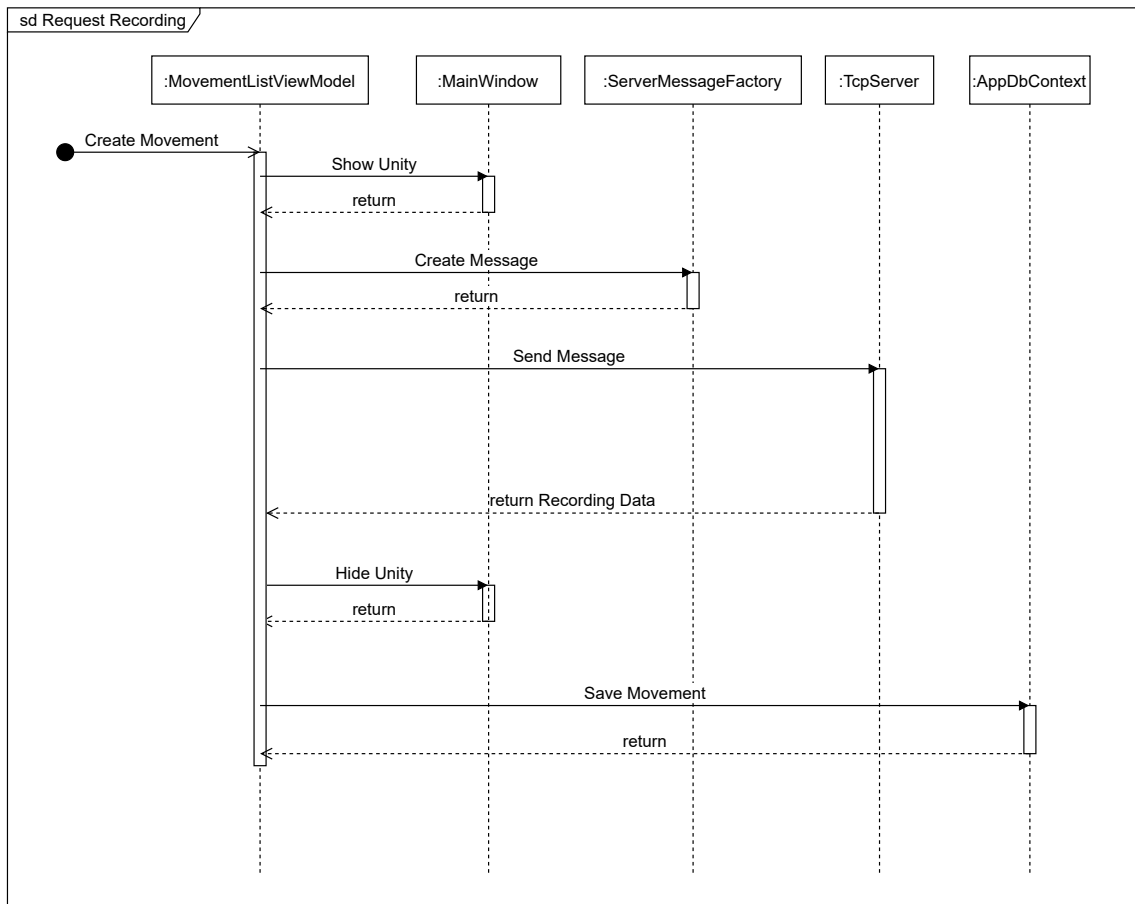 sd Request Recording
:MovementListViewModel
:MainWindow
:ServerMessageFactory
:TcpServer
:AppDbContext
Create Movement
Show Unity
return
Create Message
return
Send Message
return Recording Data
Hide Unity
return
Save Movement
return